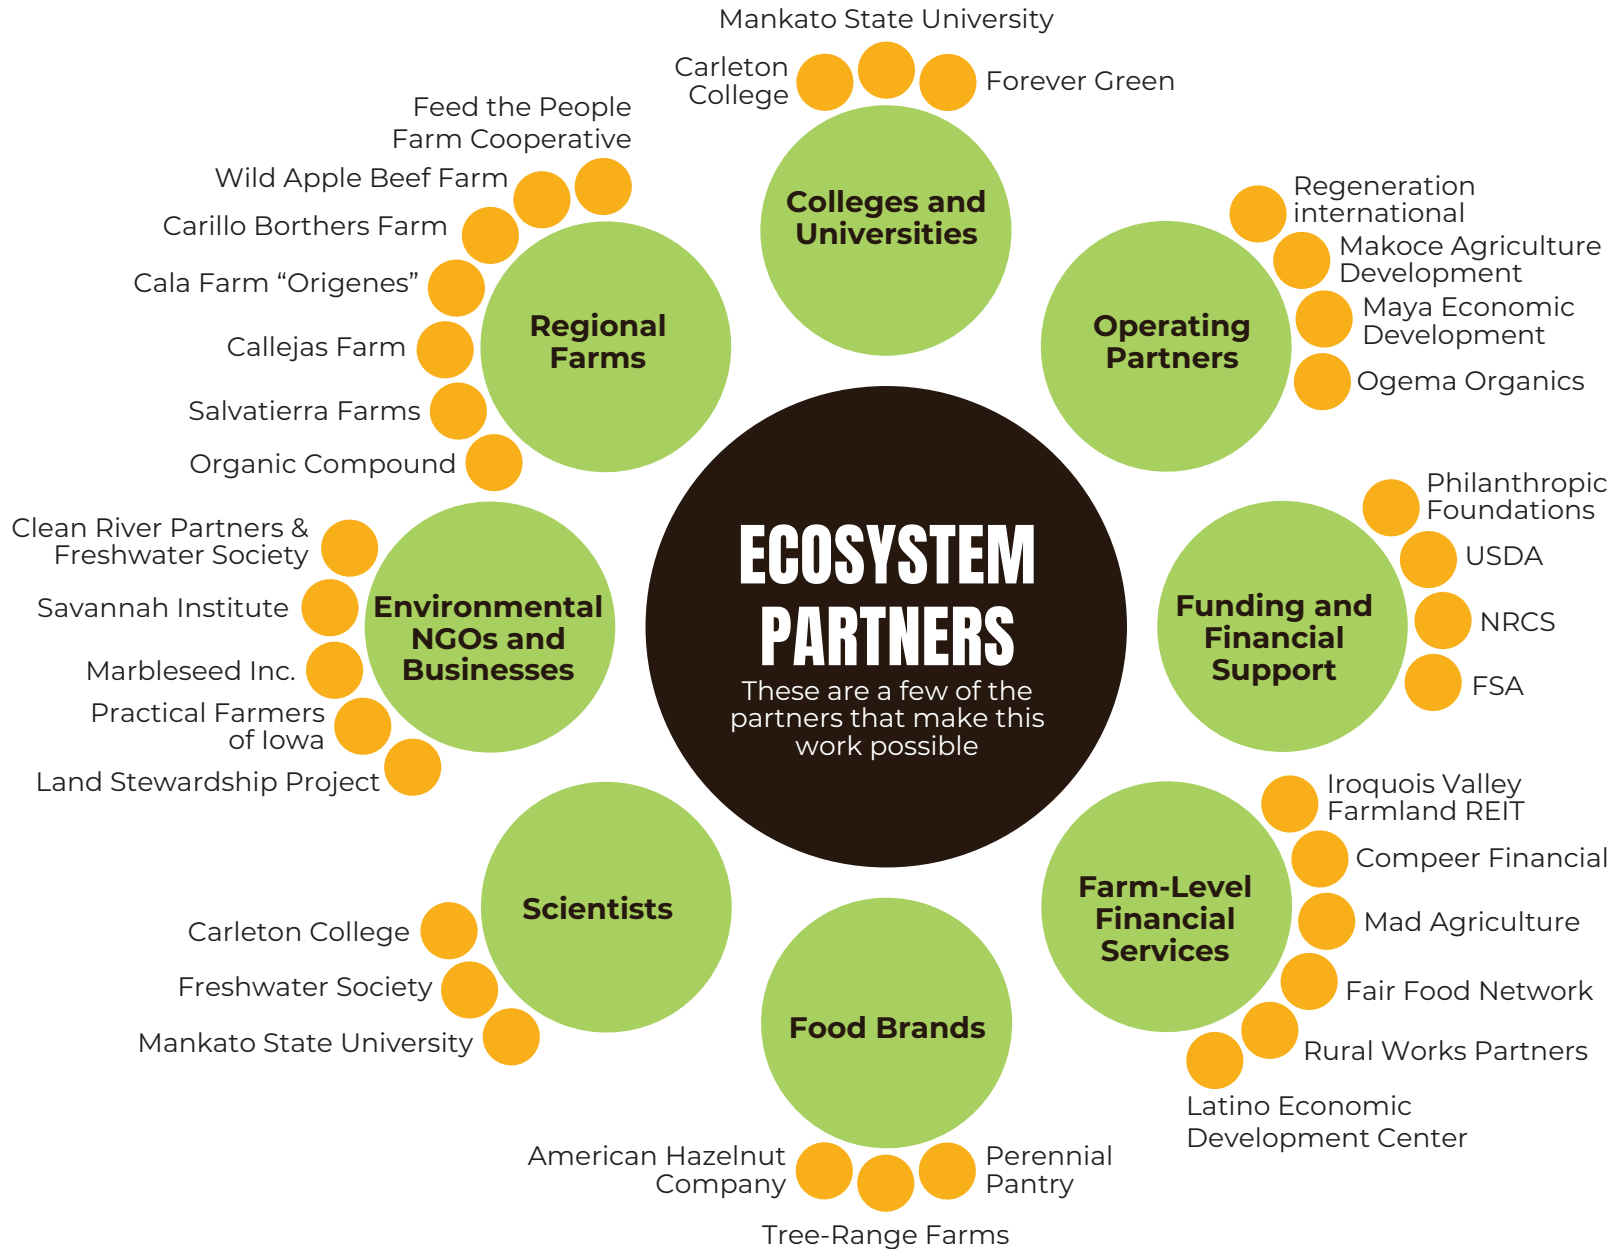 Mankato State University
Carleton
College
Forever Green
Colleges and
Universities
Regeneration
international
Makoce Agriculture
Development
Maya Economic
Development
Ogema Organics
Operating
Partners
Philanthropic
Foundations
USDA
NRCS
FSA
Funding and
Financial
Support
Iroquois Valley
Farmland REIT
Compeer Financial
Mad Agriculture
Fair Food Network
Rural Works Partners
Latino Economic
Development Center
Farm-Level
Financial
Services
Food Brands
American Hazelnut
Company
Tree-Range Farms
Perennial
Pantry
Scientists
Carleton College
Freshwater Society
Mankato State University
Environmental
NGOs and
Businesses
Clean River Partners &
Freshwater Society
Savannah Institute
Marbleseed Inc.
Practical Farmers
of Iowa
Land Stewardship Project
Regional
Farms
Feed the People
Farm Cooperative
Wild Apple Beef Farm
Carillo Borthers Farm
Cala Farm “Origenes”
Callejas Farm
Salvatierra Farms
Organic Compound
ECOSYSTEM
PARTNERS
These are a few of the
partners that make this
work possible